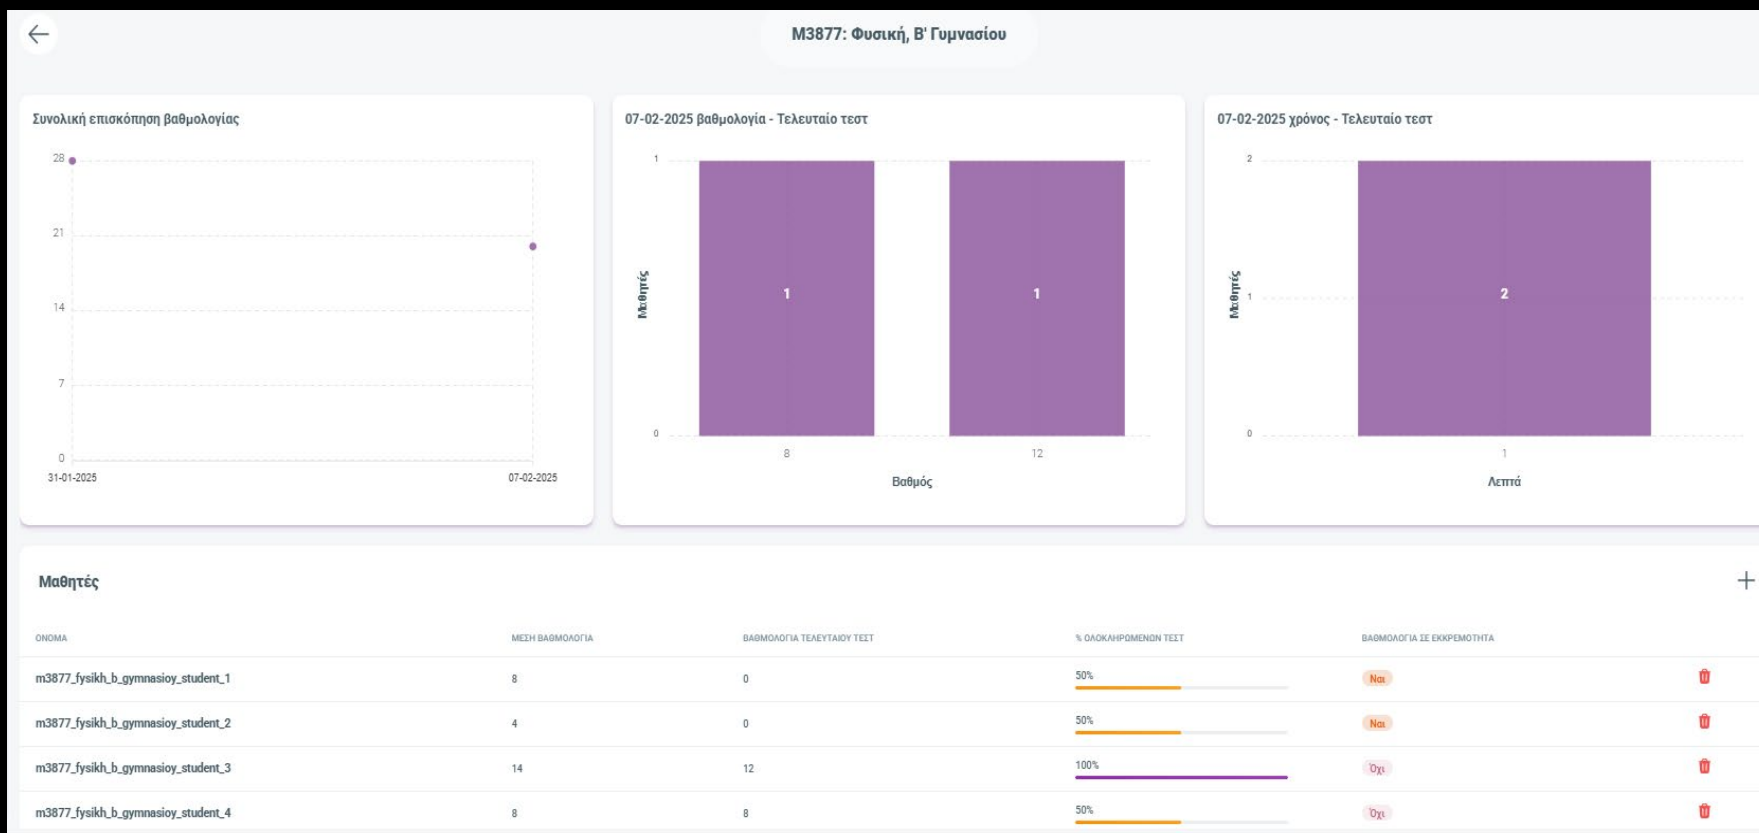 M3877: Φυσική, Β' Γυμνασίου
Συνολική επισκόπηση βαθμολογίας
28
21
14
7
0
31-01-2025 07-02-2025
07-02-2025 βαθμολογία - Τελευταίο τεστ
1
0
Μαθητές
1 1
8 12
Βαθμός
07-02-2025 χρόνος - Τελευταίο τεστ
2
1
0
Μαθητές
2
1
Λεπτά
Μαθητές
ΟΝΟΜΑ ΜΕΣΗ ΒΑΘΜΟΛΟΓΙΑ ΒΑΘΜΟΛΟΓΙΑ ΤΕΛΕΥΤΑΙΟΥ ΤΕΣΤ % ΟΛΟΚΛΗΡΩΜΕΝΩΝ ΤΕΣΤ ΒΑΘΜΟΛΟΓΙΑ ΣΕ ΕΚΚΡΕΜΟΤΗΤΑ
m3877_fysikh_b_gymnasioy_student_1 8 0 50% Ναι
m3877_fysikh_b_gymnasioy_student_2 4 0 50% Ναι
m3877_fysikh_b_gymnasioy_student_3 14 12 100% Όχι
m3877_fysikh_b_gymnasioy_student_4 8 8 50% Όχι